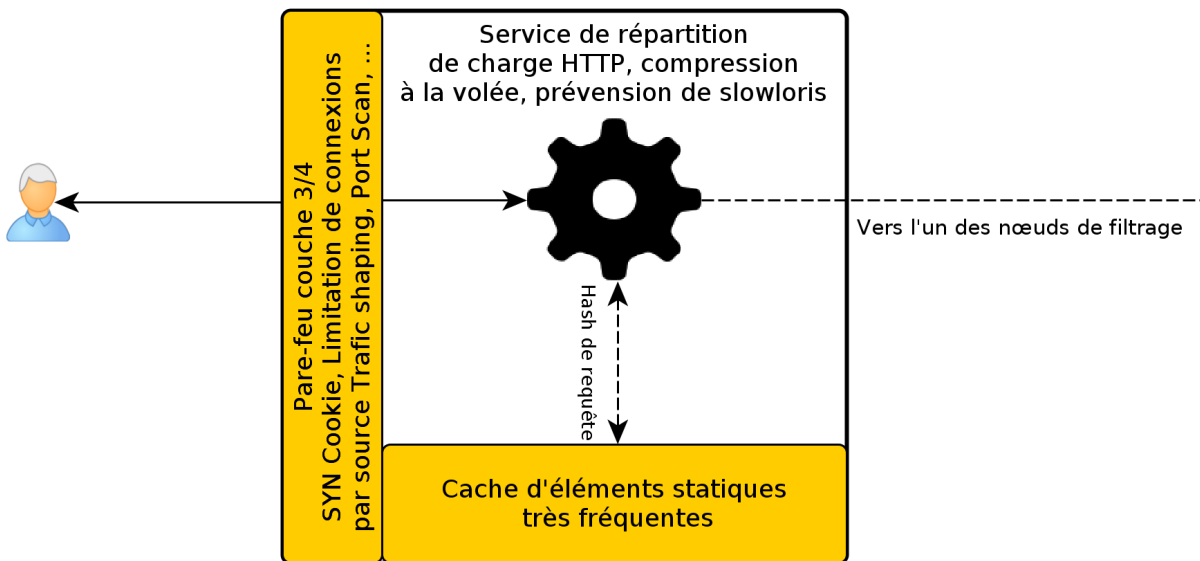 Pare-feu couche 3/4
SYN Cookie, Limitation de connexions
par source Trafic shaping, Port Scan, ...
Service de répartition
de charge HTTP, compression
à la volée, prévension de slowloris
Vers l'un des nœuds de filtrage
Hash de requête
Cache d'éléments statiques
très fréquentes